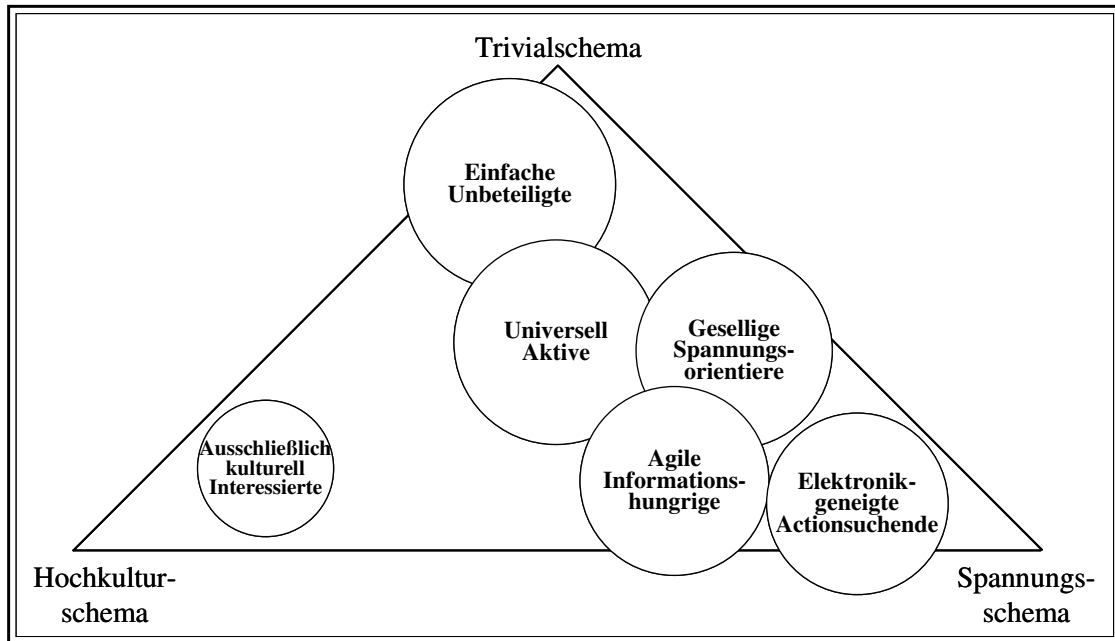 Trivialschema
Einfache
Unbeteiligte
Universell
Aktive
Gesellige
Spannungs-
orientiere
Ausschließlich
kulturell
Interessierte
Agile
Informations-
hungrige
Elektronik-
geneigte
Actionsuchende
Hochkultur-
schema
Spannungs-
schema